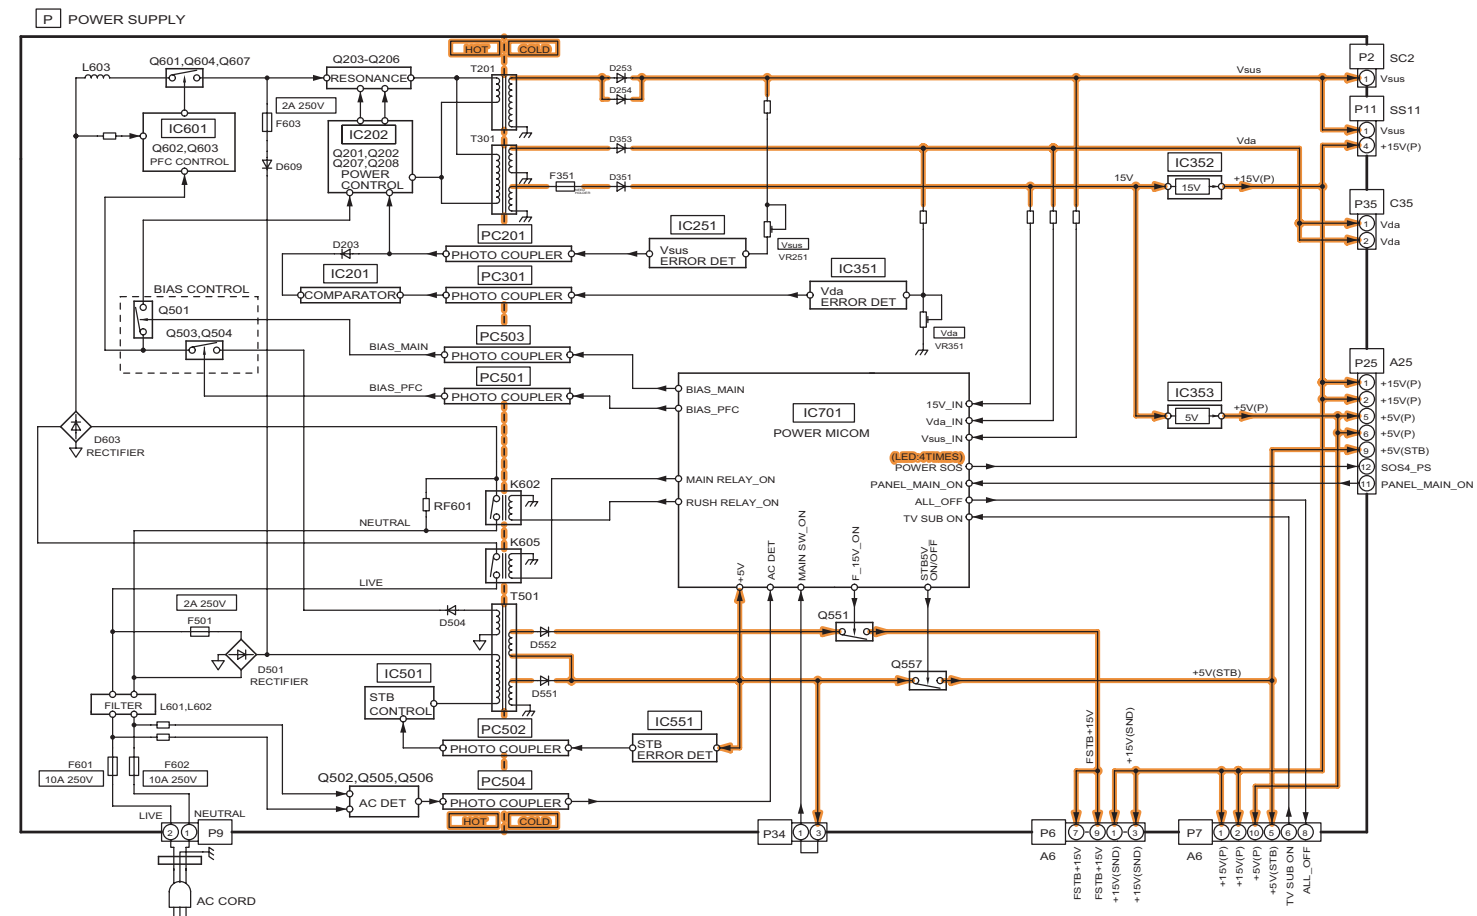 P POWER SUPPLY
HOT COLD
L603
Q601,Q604,Q607
Q203-Q206
RESONANCE
T201
D253
D254
Vsus
P2 SC2
1 Vsus
2A 250V
F603
IC601
Q602,Q603
PFC CONTROL
IC202
Q201,Q202
Q207,Q208
POWER
CONTROL
D609
T301
D353
Vda
P11 SS11
1 Vsus
4 +15V(P)
F351
D351
15V
IC352
15V
+15V(P)
P35 C35
1 Vda
2 Vda
PC201
PHOTO COUPLER
IC251
Vsus
ERROR DET
Vsus
VR251
D203
IC201
COMPARATOR
PC301
PHOTO COUPLER
IC351
Vda
ERROR DET
Vda
VR351
BIAS CONTROL
Q501
Q503,Q504
BIAS_MAIN
PC503
PHOTO COUPLER
BIAS_PFC
PC501
PHOTO COUPLER
D603
RECTIFIER
IC701
POWER MICOM
BIAS_MAIN
BIAS_PFC
15V_IN
Vda_IN
Vsus_IN
(LED:4TIMES)
POWER SOS
PANEL_MAIN_ON
ALL_OFF
TV SUB ON
MAIN RELAY_ON
RUSH RELAY_ON
+5V
AC DET
MAIN SW_ON
F_15V_ON
STB5V
ON/OFF
IC353
5V
+5V(P)
P25 A25
1 +15V(P)
2 +15V(P)
5 +5V(P)
6 +5V(P)
9 +5V(STB)
12 SOS4_PS
11 PANEL_MAIN_ON
K602
RF601
NEUTRAL
K605
LIVE
T501
2A 250V
F501
D504
D501
RECTIFIER
D552
D551
Q551
Q557
+5V(STB)
IC501
STB
CONTROL
FILTER
L601,L602
PC502
PHOTO COUPLER
IC551
STB
ERROR DET
F601
10A 250V
F602
10A 250V
Q502,Q505,Q506
AC DET
PC504
PHOTO COUPLER
FSTB+15V
+15V(SND)
HOT COLD
LIVE
NEUTRAL
2 1 P9
AC CORD
P34 1 3
P6 7 9 1 3
A6
FSTB+15V
FSTB+15V
+15V(SND)
+15V(SND)
P7 1 2 10 5 6 8
A6
+15V(P)
+15V(P)
+5V(P)
+5V(STB)
TV SUB ON
ALL_OFF